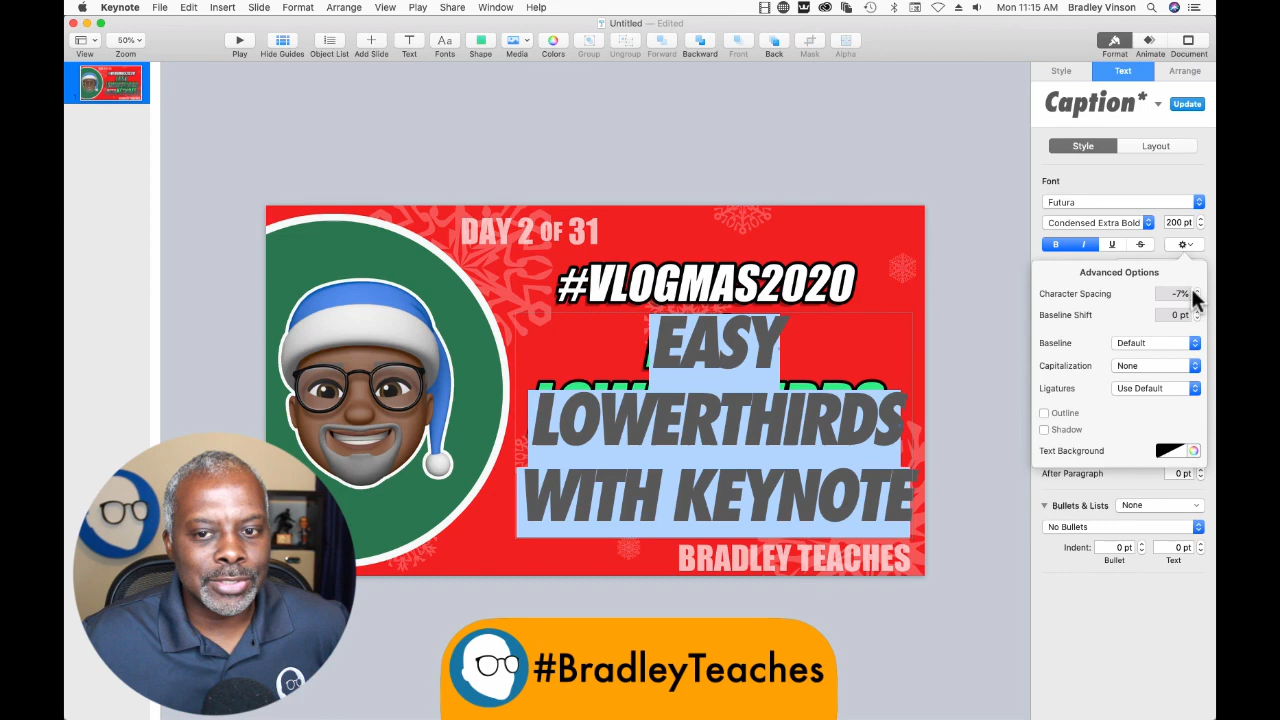 Keynote File Edit Insert Slide Format Arrange View Play Share Window Help Mon 11:15 AM Bradley Vinson
Untitled — Edited
50%
View Zoom Play Hide Guides Object List Add Slide Text Fonts Shape Media Colors Group Ungroup Forward Backward Front Back Mask Alpha Format Animate Document
Style Text Arrange
Caption* Update
Style Layout
Font
Futura
Condensed Extra Bold 200 pt
B I U S
Advanced Options
Character Spacing -7%
Baseline Shift 0 pt
Baseline Default
Capitalization None
Ligatures Use Default
Outline
Shadow
Text Background
After Paragraph 0 pt
Bullets & Lists None
No Bullets
Indent: 0 pt 0 pt
Bullet Text
DAY 2 OF 31
#VLOGMAS2020
EASY
LOWERTHIRDS
WITH KEYNOTE
BRADLEY TEACHES
#BradleyTeaches